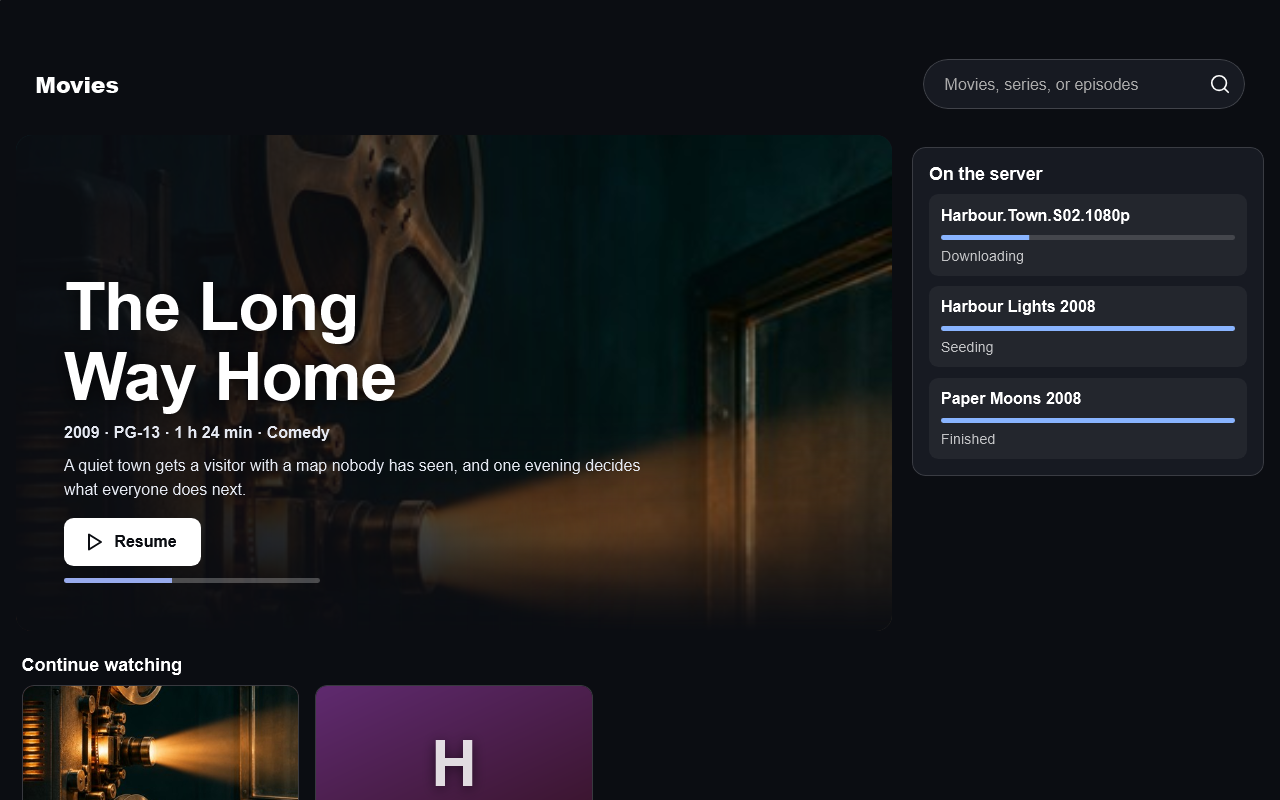 Movies
Movies, series, or episodes
The Long
Way Home
2009 · PG-13 · 1 h 24 min · Comedy
A quiet town gets a visitor with a map nobody has seen, and one evening decides
what everyone does next.
Resume
On the server
Harbour.Town.S02.1080p
Downloading
Harbour Lights 2008
Seeding
Paper Moons 2008
Finished
Continue watching
H